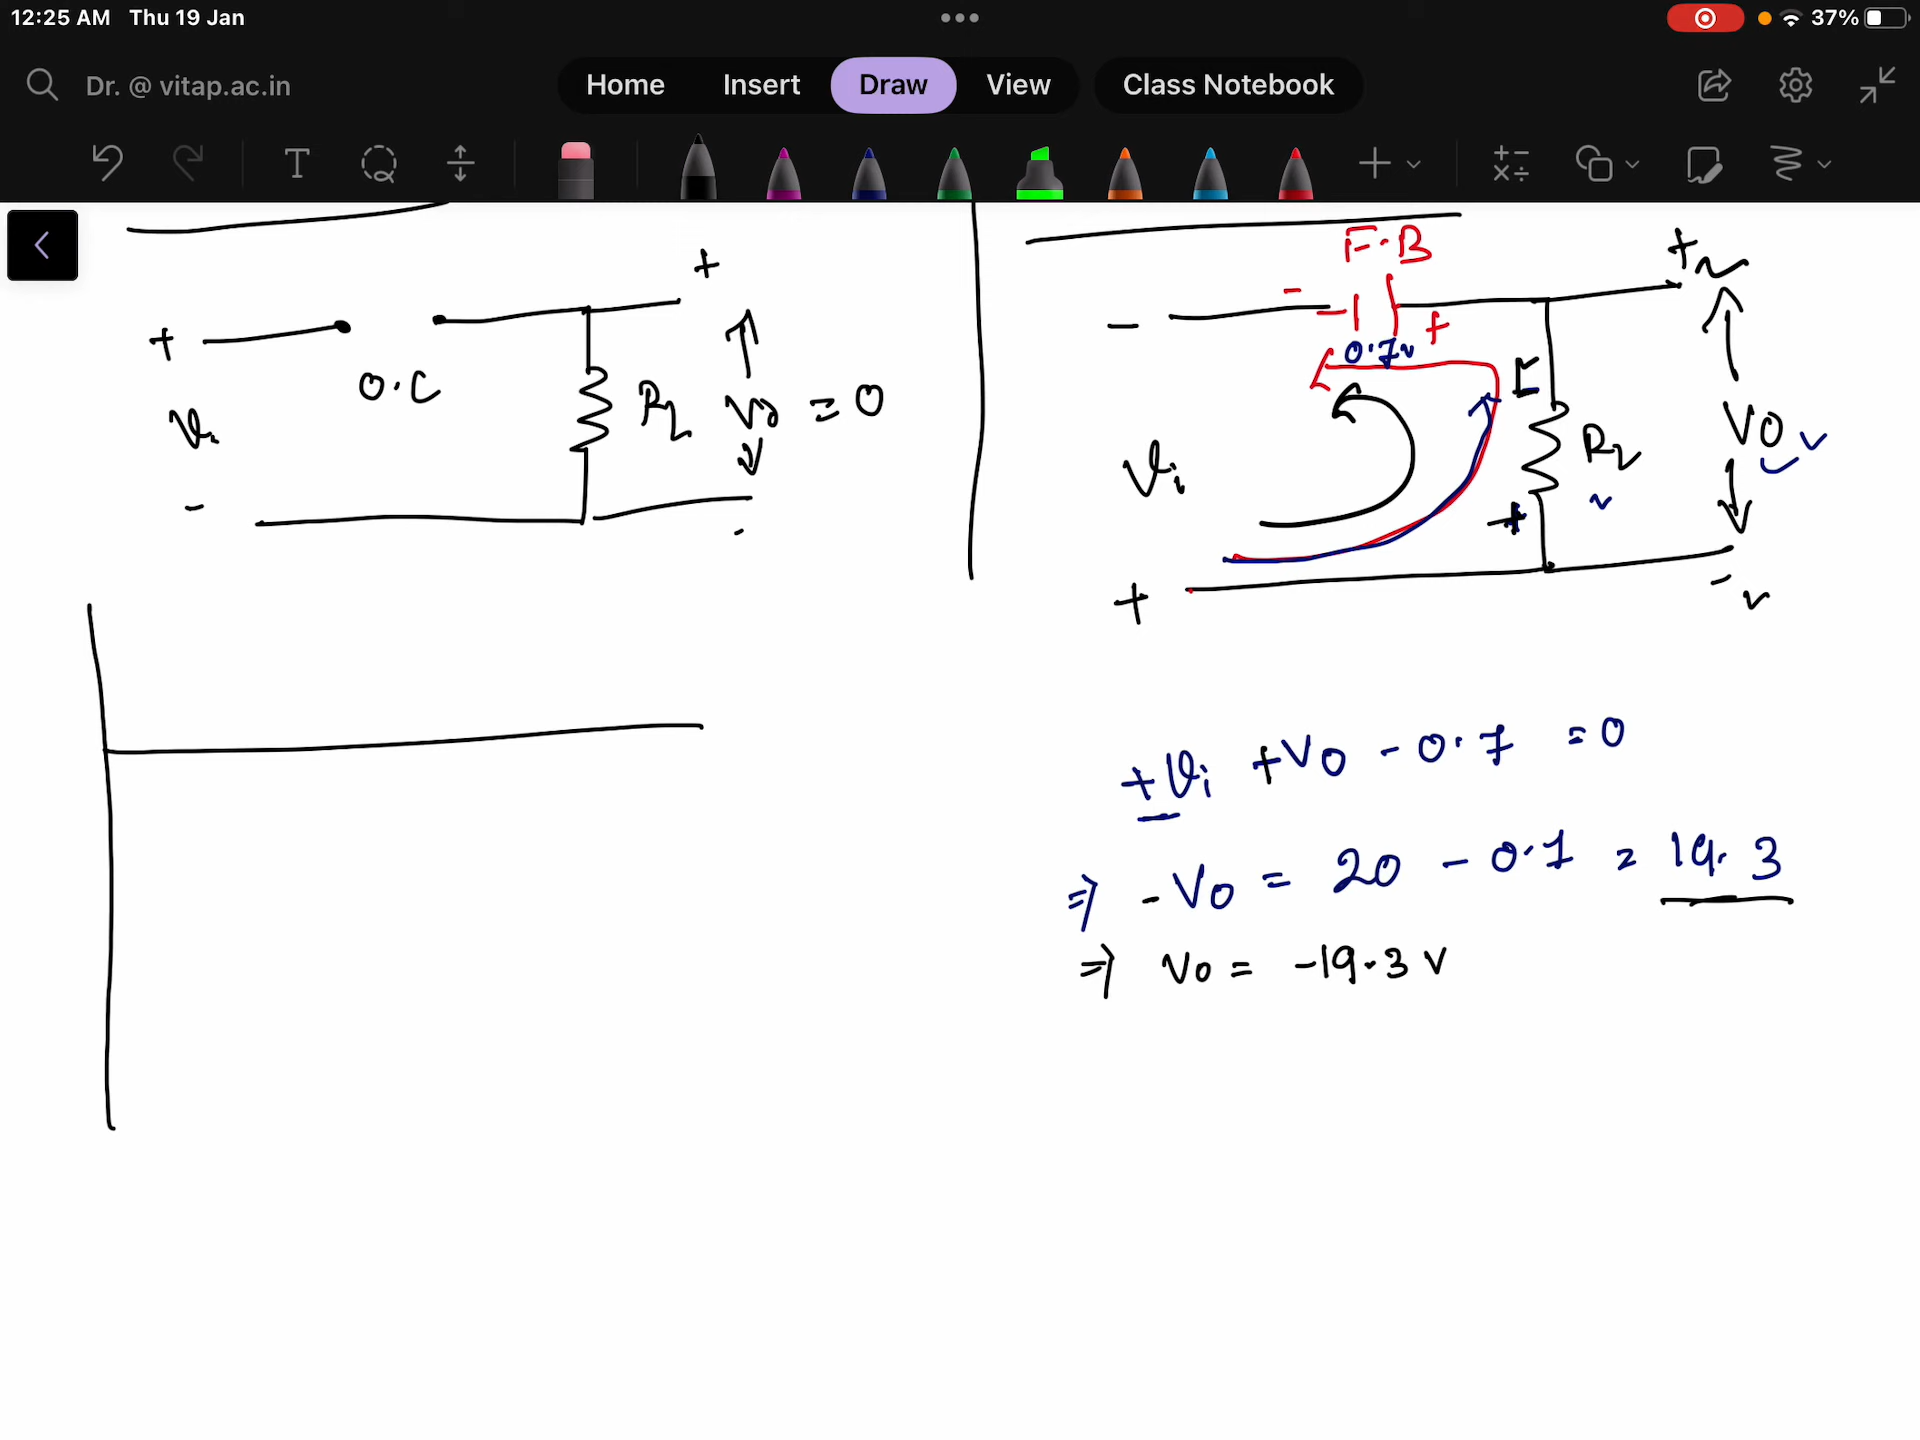 12:25 AM Thu 19 Jan
37%
Dr. @ vitap.ac.in
Home Insert Draw View Class Notebook
T
+
O.C
Vi
-
RL Vo = 0
+
-
F.B
-
+
- +
0.7v
Vi
RL
Vo
+
+
-
+Vi +Vo - 0.7 = 0
⇒ -Vo = 20 - 0.7 = 19.3
⇒ Vo = -19.3 V